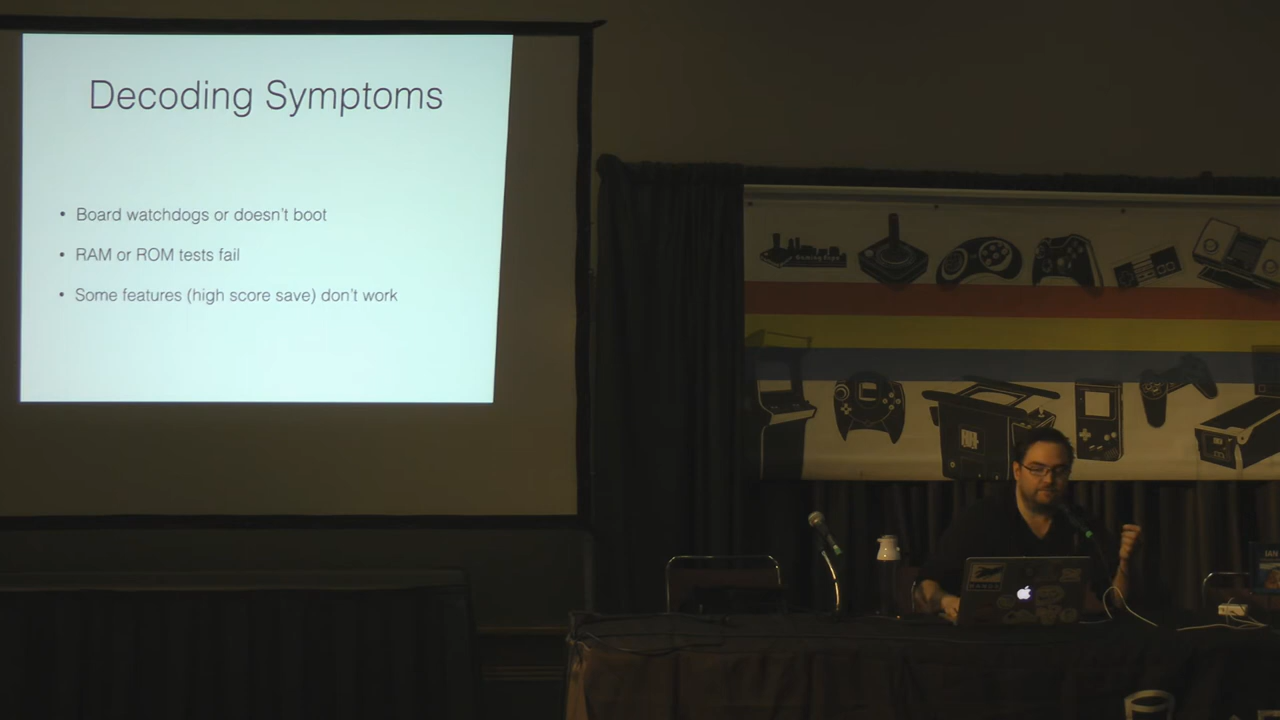 Decoding Symptoms
• Board watchdogs or doesn't boot
• RAM or ROM tests fail
• Some features (high score save) don't work
IAN